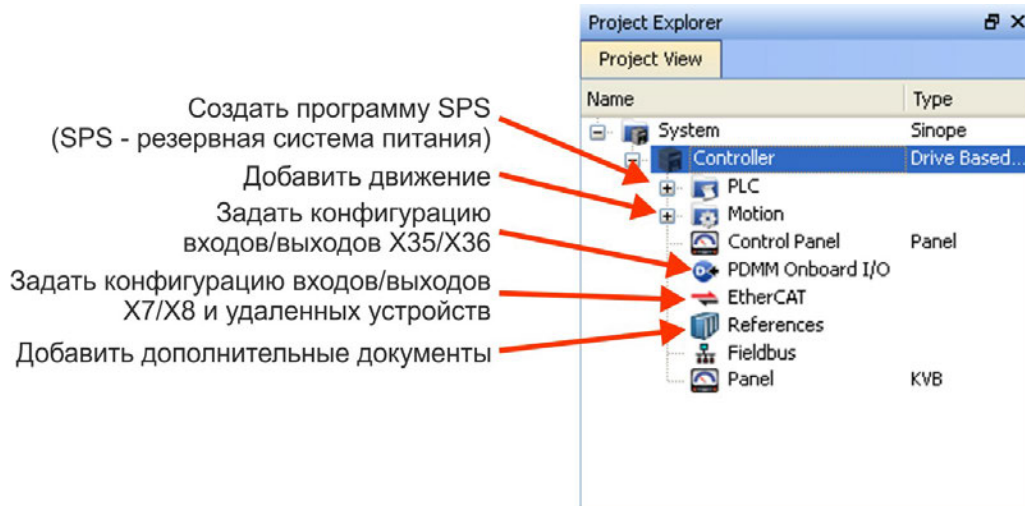 Project Explorer
Project View
Name Type
Создать программу SPS
(SPS - резервная система питания)
Добавить движение
Задать конфигурацию
входов/выходов X35/X36
Задать конфигурацию входов/выходов
X7/X8 и удаленных устройств
Добавить дополнительные документы
System Sinope
Controller Drive Based...
PLC
Motion
Control Panel Panel
PDMM Onboard I/O
EtherCAT
References
Fieldbus
Panel KVB